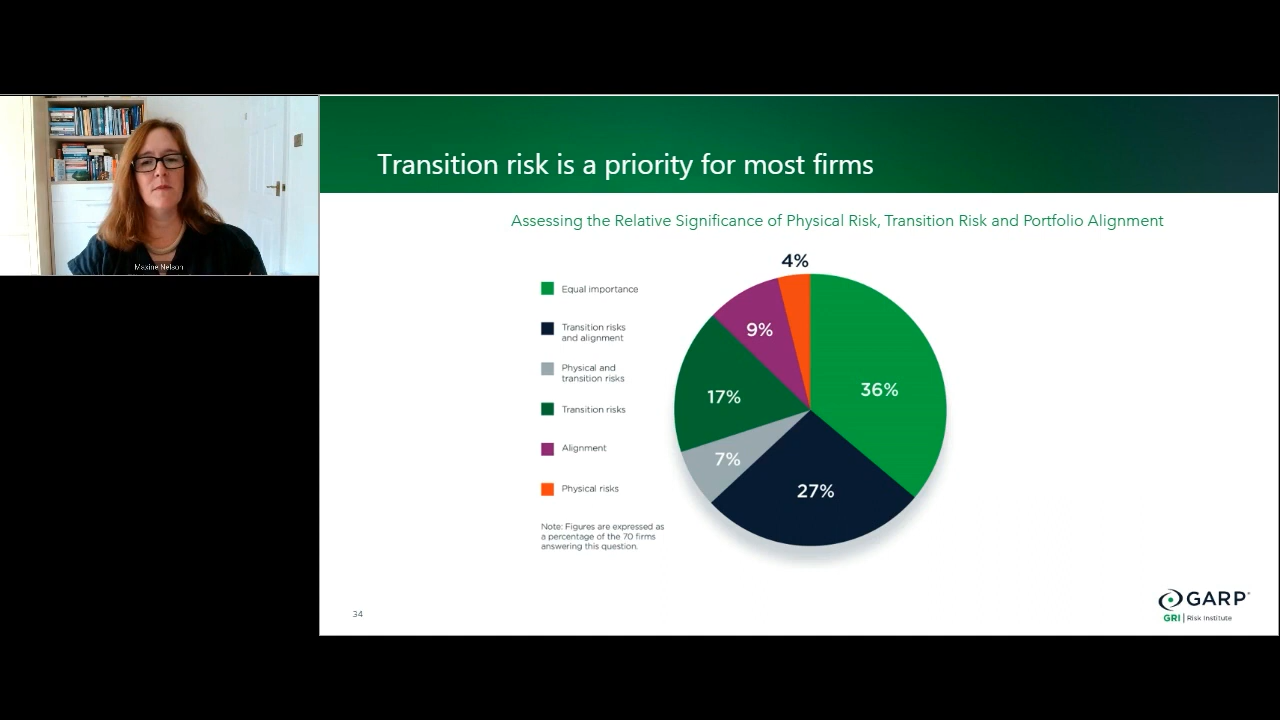 Maxine Nelson
Transition risk is a priority for most firms
Assessing the Relative Significance of Physical Risk, Transition Risk and Portfolio Alignment
Equal importance
Transition risks
and alignment
Physical and
transition risks
Transition risks
Alignment
Physical risks
Note: Figures are expressed as
a percentage of the 70 firms
answering this question.
4%
9%
36%
17%
7%
27%
34
GARP
GRI | Risk Institute